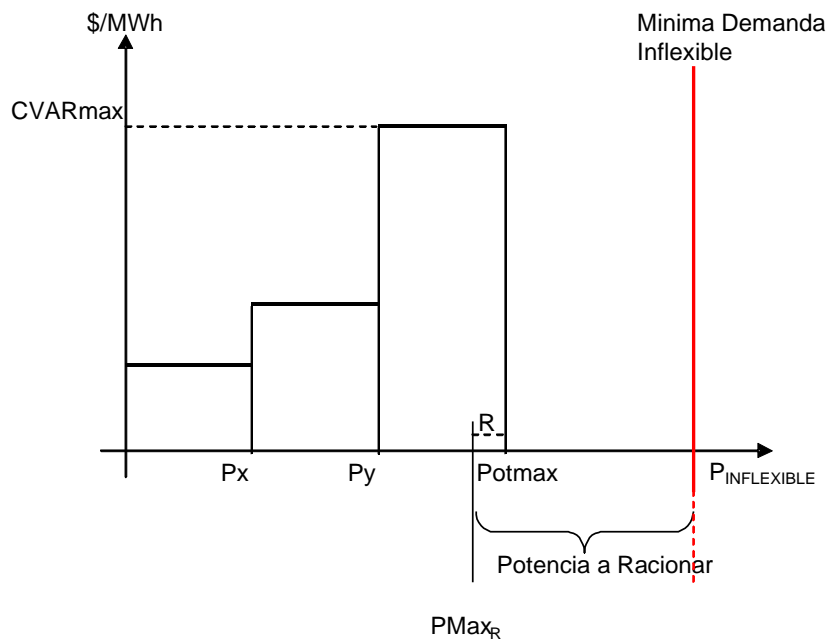 $/MWh
Minima Demanda
Inflexible
CVARmax
R
Px
Py
Potmax
PINFLEXIBLE
Potencia a Racionar
PMaxR